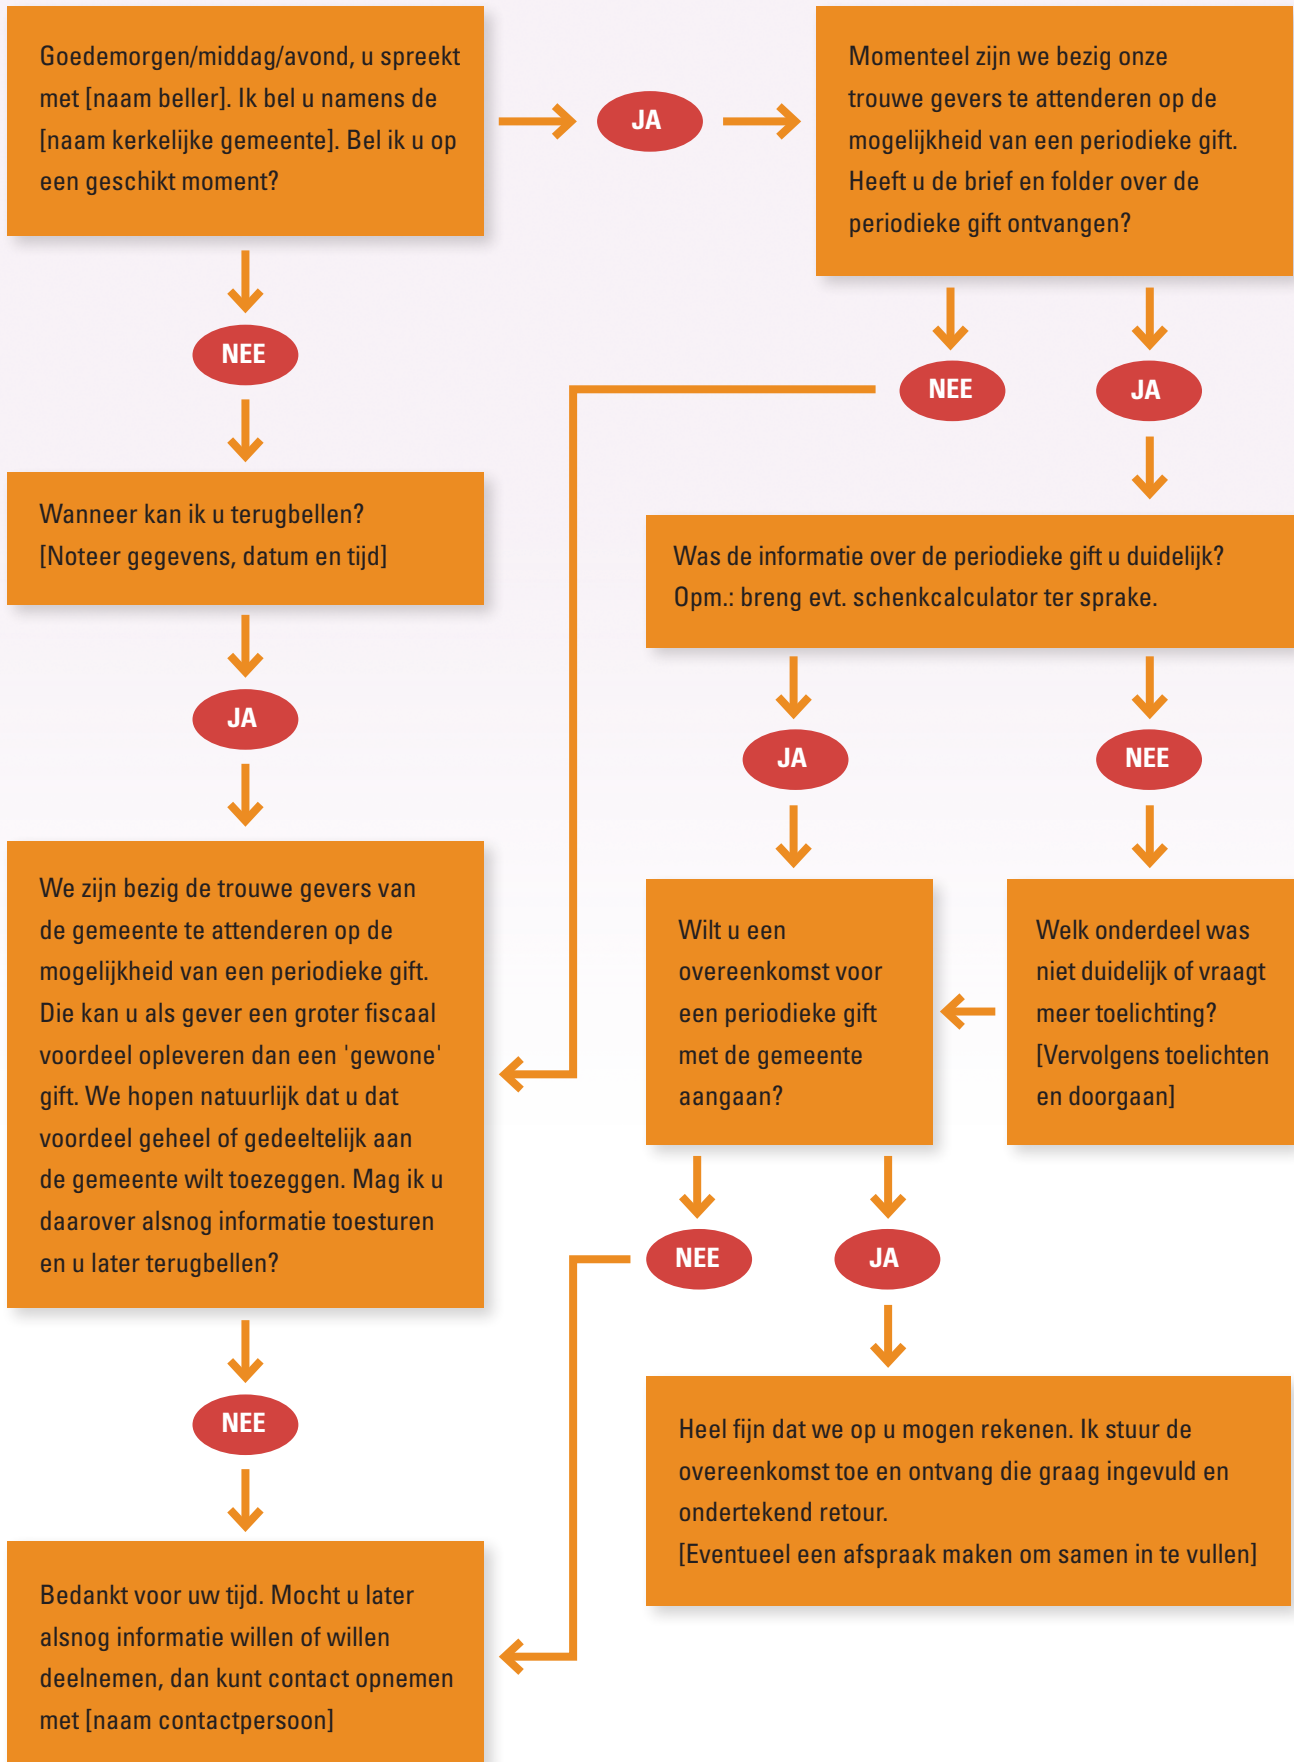 Goedemorgen/middag/avond, u spreekt
met [naam beller]. Ik bel u namens de
[naam kerkelijke gemeente]. Bel ik u op
een geschikt moment?
JA
Momenteel zijn we bezig onze
trouwe gevers te attenderen op de
mogelijkheid van een periodieke gift.
Heeft u de brief en folder over de
periodieke gift ontvangen?
NEE
NEE
JA
Wanneer kan ik u terugbellen?
[Noteer gegevens, datum en tijd]
Was de informatie over de periodieke gift u duidelijk?
Opm.: breng evt. schenkcalculator ter sprake.
JA
JA
NEE
We zijn bezig de trouwe gevers van
de gemeente te attenderen op de
mogelijkheid van een periodieke gift.
Die kan u als gever een groter fiscaal
voordeel opleveren dan een 'gewone'
gift. We hopen natuurlijk dat u dat
voordeel geheel of gedeeltelijk aan
de gemeente wilt toezeggen. Mag ik u
daarover alsnog informatie toesturen
en u later terugbellen?
Wilt u een
overeenkomst voor
een periodieke gift
met de gemeente
aangaan?
Welk onderdeel was
niet duidelijk of vraagt
meer toelichting?
[Vervolgens toelichten
en doorgaan]
NEE
JA
NEE
Heel fijn dat we op u mogen rekenen. Ik stuur de
overeenkomst toe en ontvang die graag ingevuld en
ondertekend retour.
[Eventueel een afspraak maken om samen in te vullen]
Bedankt voor uw tijd. Mocht u later
alsnog informatie willen of willen
deelnemen, dan kunt contact opnemen
met [naam contactpersoon]